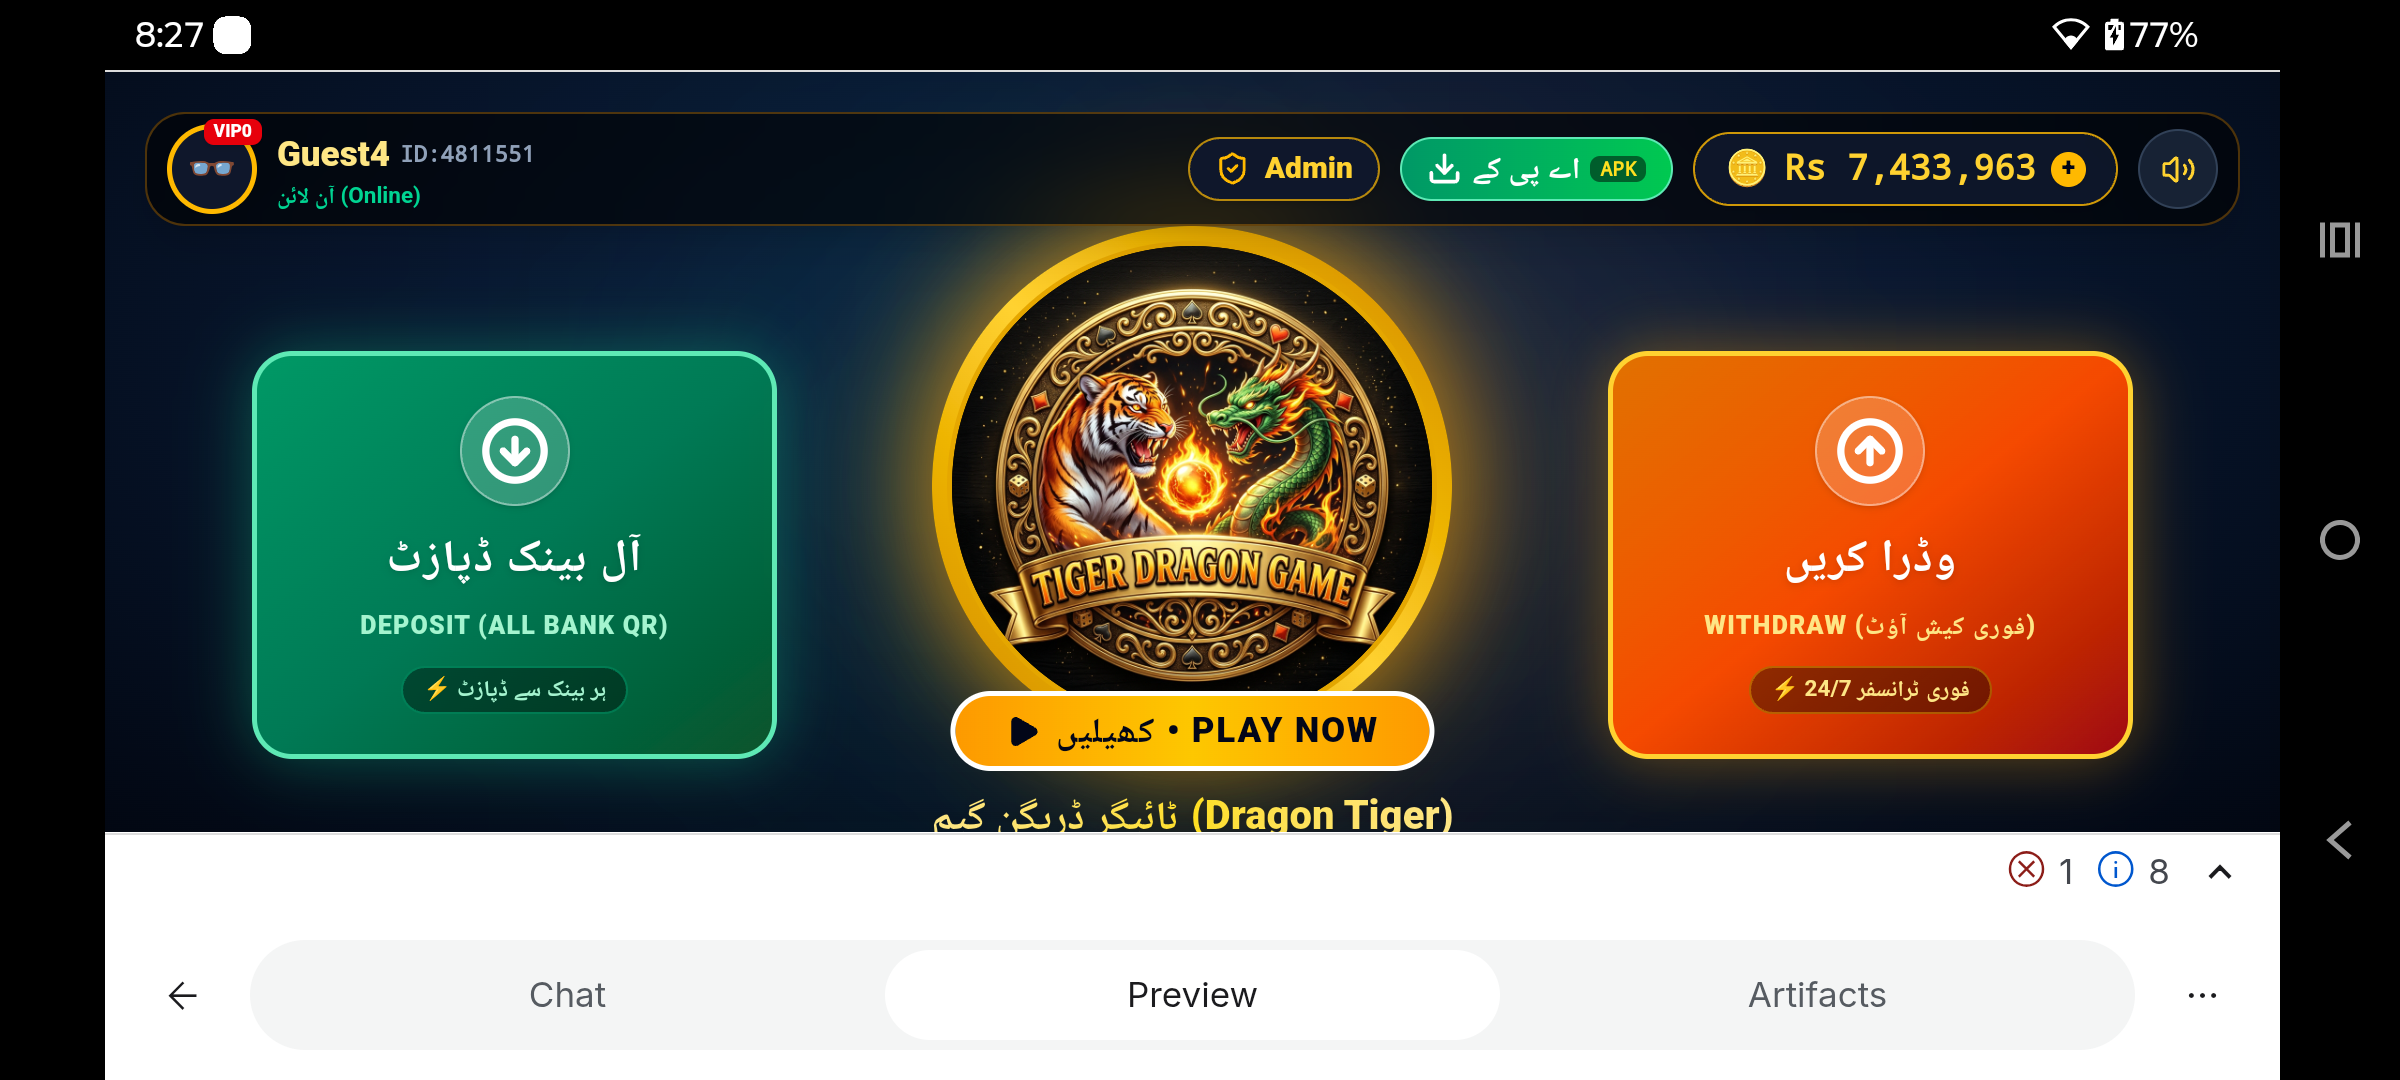 8:27
77%
VIP0
Guest4 ID:4811551
آن لائن (Online)
Admin
اے پی کے APK
Rs 7,433,963 +
آل بینک ڈپازٹ
DEPOSIT (ALL BANK QR)
ہر بینک سے ڈپازٹ
TIGER DRAGON GAME
کھیلیں • PLAY NOW
ٹائیگر ڈریگن گیم (Dragon Tiger)
وڈرا کریں
WITHDRAW (فوری کیش آؤٹ)
فوری ٹرانسفر 24/7
1 8
Chat
Preview
Artifacts